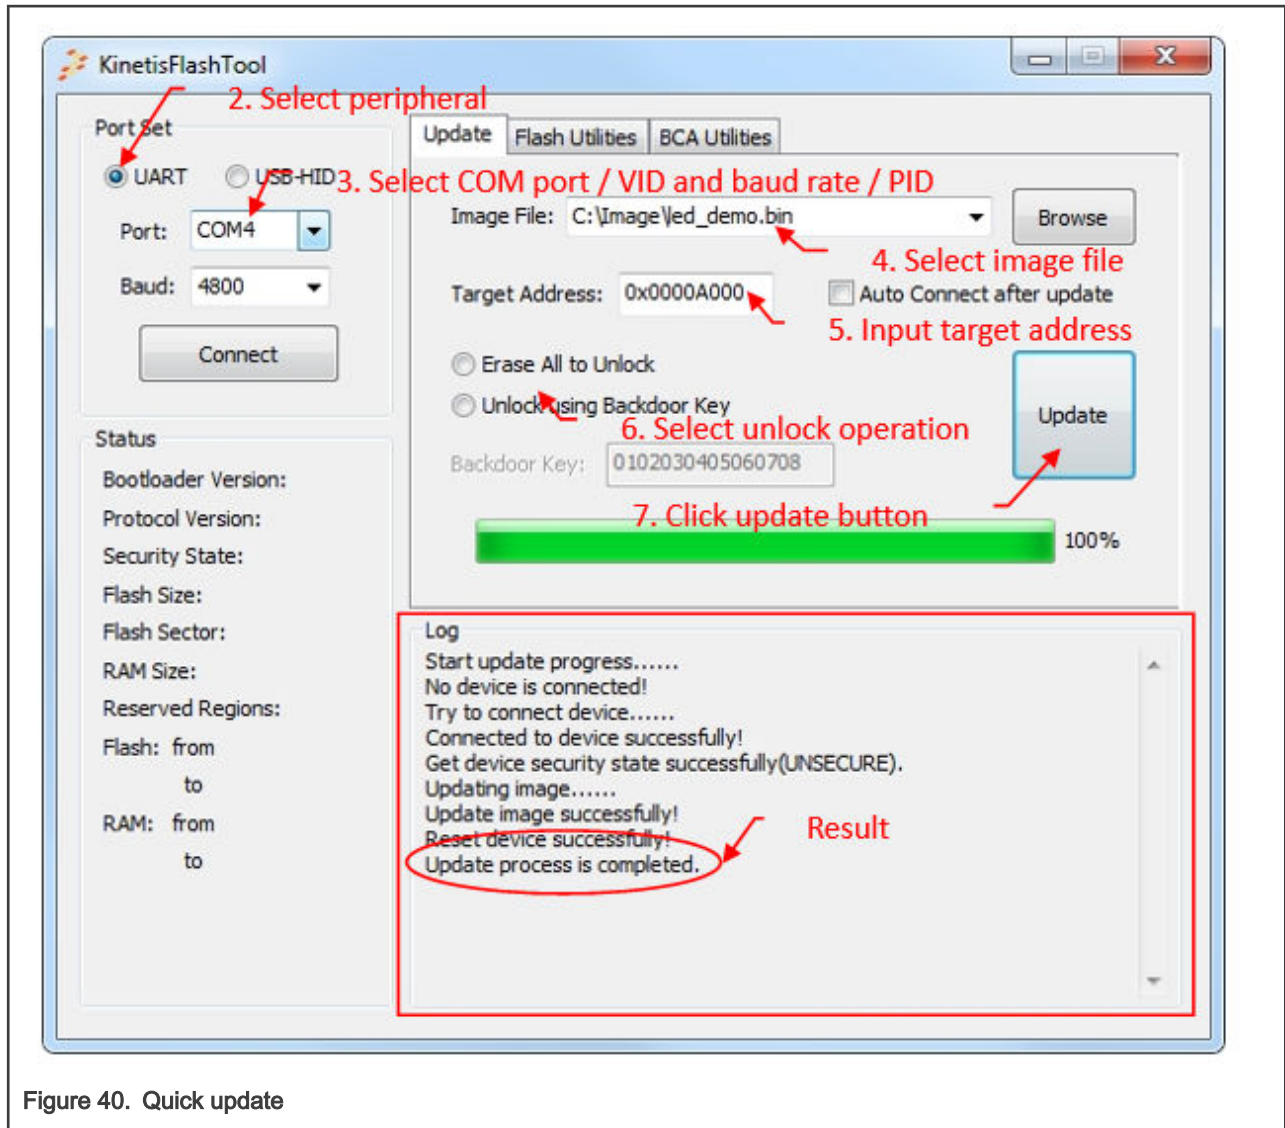 KinetisFlashTool
2. Select peripheral
Port Set
UART
USB-HID
3. Select COM port / VID and baud rate / PID
Port:
COM4
Baud:
4800
Connect
Status
Bootloader Version:
Protocol Version:
Security State:
Flash Size:
Flash Sector:
RAM Size:
Reserved Regions:
Flash: from
to
RAM: from
to
Update
Flash Utilities
BCA Utilities
Image File:
C:\Image\led_demo.bin
Browse
4. Select image file
Target Address:
0x0000A000
Auto Connect after update
5. Input target address
Erase All to Unlock
Unlock using Backdoor Key
6. Select unlock operation
Update
Backdoor Key:
0102030405060708
7. Click update button
100%
Log
Start update progress......
No device is connected!
Try to connect device......
Connected to device successfully!
Get device security state successfully(UNSECURE).
Updating image......
Update image successfully!
Reset device successfully!
Update process is completed.
Result
Figure 40. Quick update